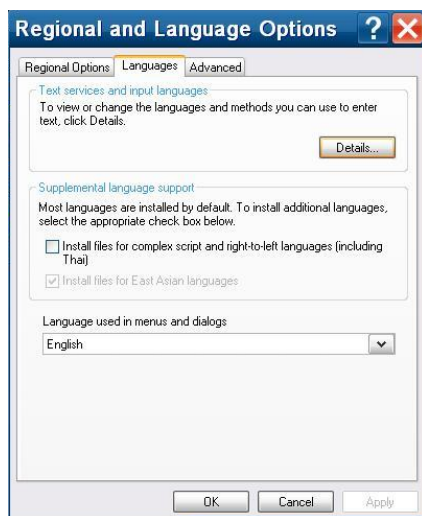 Regional and Language Options
Regional Options Languages Advanced
Text services and input languages
To view or change the languages and methods you can use to enter
text, click Details.
Details...
Supplemental language support
Most languages are installed by default. To install additional languages,
select the appropriate check box below.
Install files for complex script and right-to-left languages (including
Thai)
Install files for East Asian languages
Language used in menus and dialogs
English
OK Cancel Apply